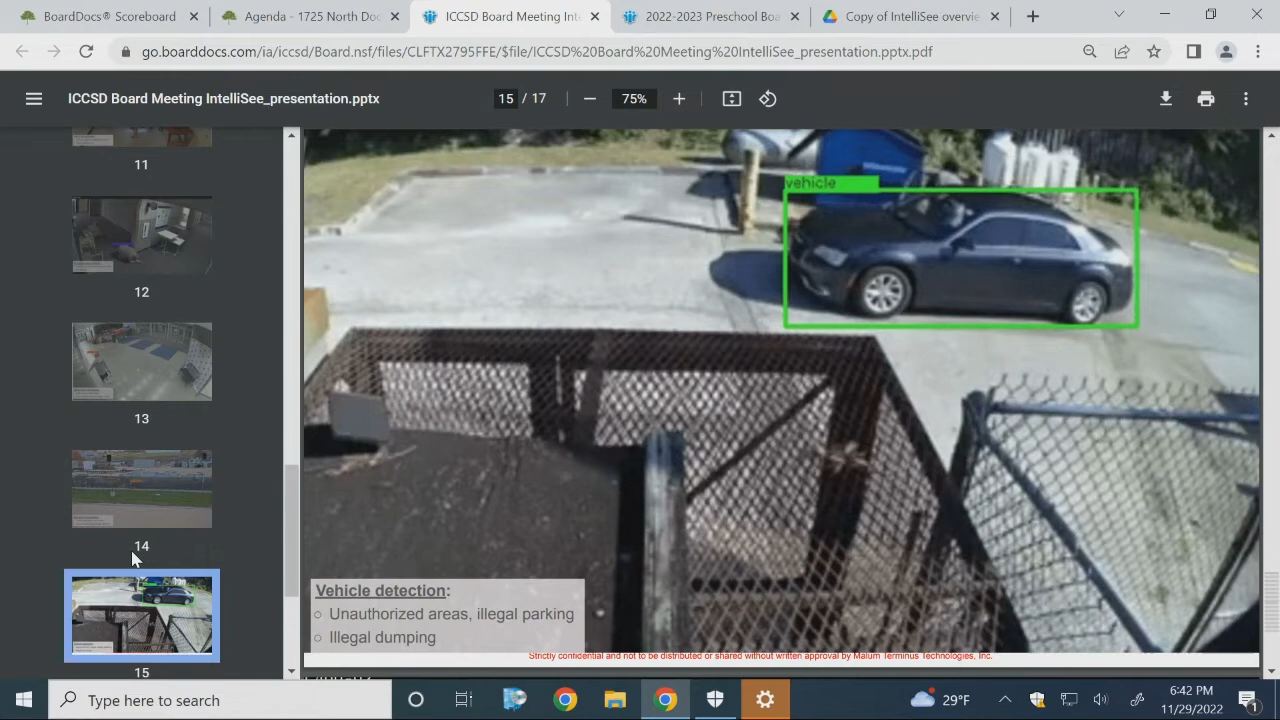 BoardDocs® Scoreboard
Agenda - 1725 North Doc
ICCSD Board Meeting Int
2022-2023 Preschool Boa
Copy of IntelliSee overvie
go.boarddocs.com/ia/iccsd/Board.nsf/files/CLFTX2795FFE/$file/ICCSD%20Board%20Meeting%20IntelliSee_presentation.pptx.pdf
ICCSD Board Meeting IntelliSee_presentation.pptx
15 / 17
75%
11
12
13
14
15
vehicle
Vehicle detection:
○ Unauthorized areas, illegal parking
○ Illegal dumping
Strictly confidential and not to be distributed or shared without written approval by Malum Terminus Technologies, Inc.
Type here to search
29°F
6:42 PM
11/29/2022
1